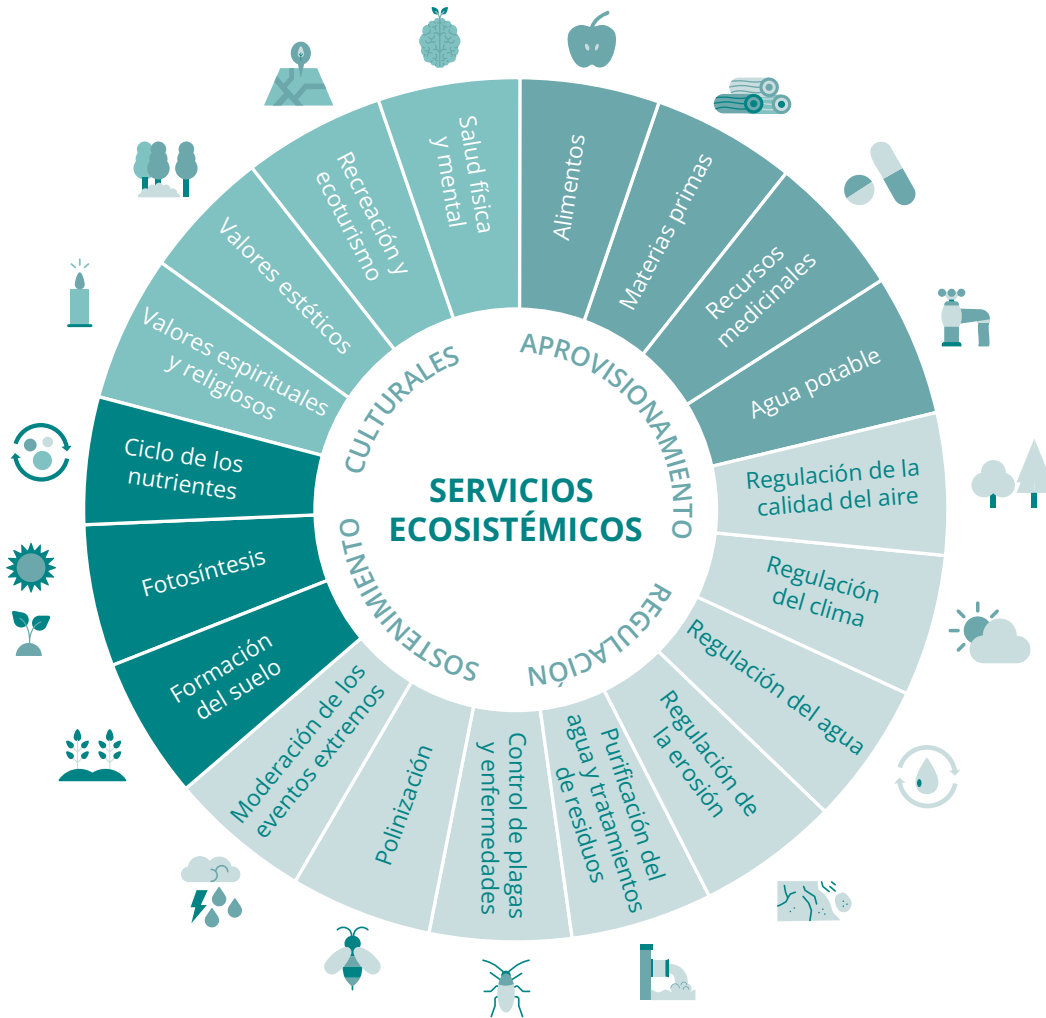 SERVICIOS
ECOSISTÉMICOS
APROVISIONAMIENTO
Alimentos
Materias primas
Recursos
medicinales
Agua potable
REGULACIÓN
Regulación de la
calidad del aire
Regulación
del clima
Regulación del agua
Regulación de
la erosión
Purificación del
agua y tratamientos
de residuos
Control de plagas
y enfermedades
Polinización
Moderación de los
eventos extremos
SOSTENIMIENTO
Formación
del suelo
Fotosíntesis
Ciclo de los
nutrientes
CULTURALES
Valores espirituales
y religiosos
Valores estéticos
Recreación y
ecoturismo
Salud física
y mental